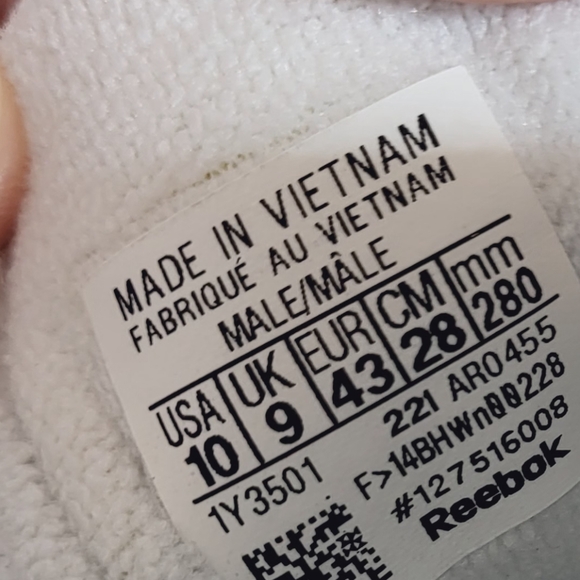 MADE IN VIETNAM
FABRIQUÉ AU VIETNAM
MALE/MÂLE
USA UK EUR CM mm
10 9 43 28 280
1Y3501 221 AR0455
F>14BHWn00228
#127516008
Reebok